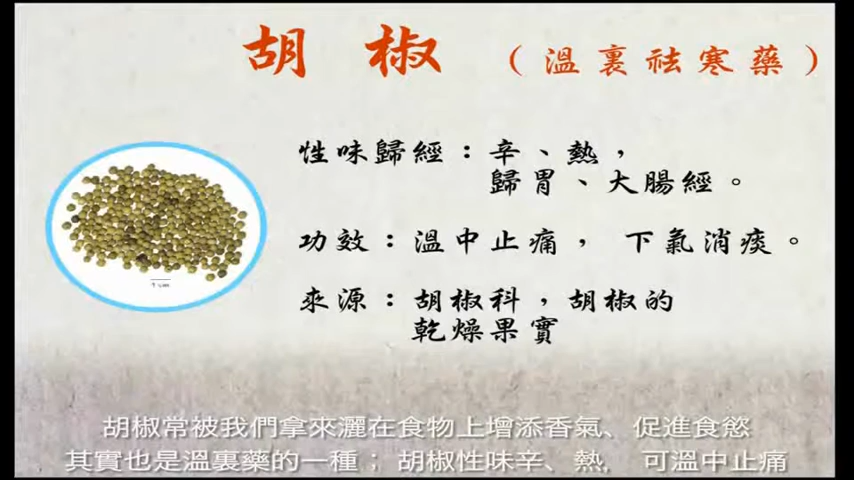 胡 椒 (溫裏祛寒藥)
性味歸經：辛、熱，
歸胃、大腸經。
功效：溫中止痛， 下氣消痰。
來源：胡椒科，胡椒的
乾燥果實
1 cm
胡椒常被我們拿來灑在食物上增添香氣、促進食慾
其實也是溫裏藥的一種；胡椒性味辛、熱, 可溫中止痛